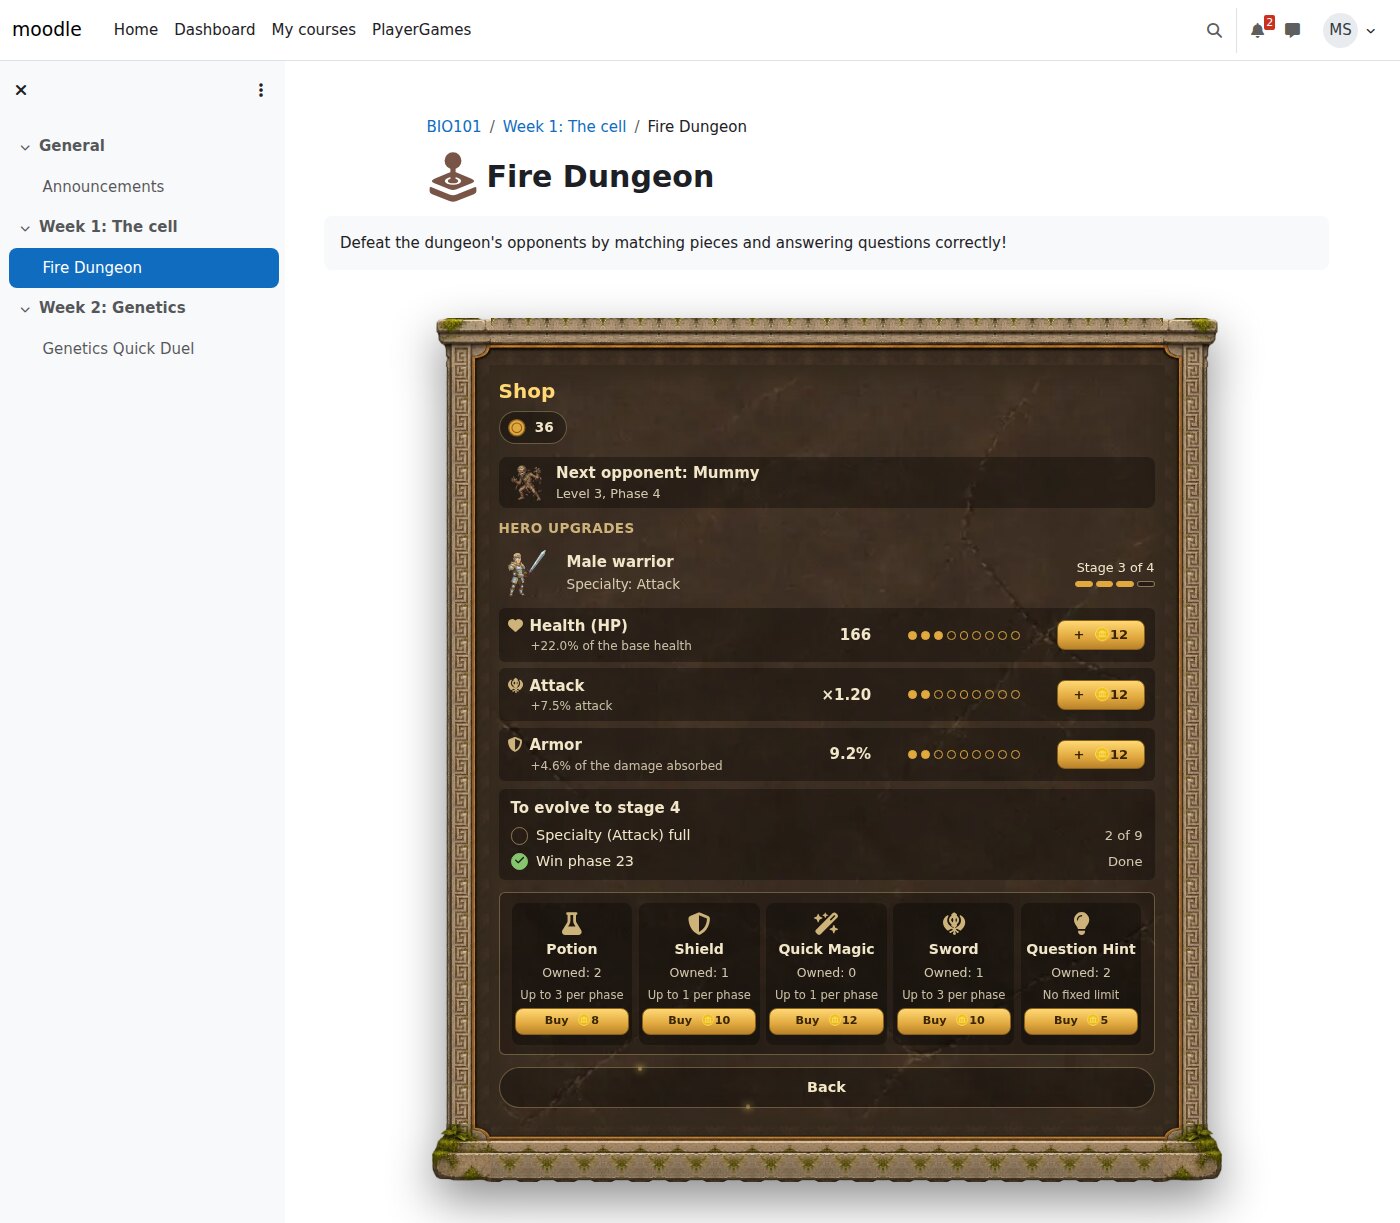 moodle Home Dashboard My courses PlayerGames 2 MS
General
Announcements
Week 1: The cell
Fire Dungeon
Week 2: Genetics
Genetics Quick Duel
BIO101 / Week 1: The cell / Fire Dungeon
Fire Dungeon
Defeat the dungeon's opponents by matching pieces and answering questions correctly!
Shop
36
Next opponent: Mummy
Level 3, Phase 4
HERO UPGRADES
Male warrior
Specialty: Attack
Stage 3 of 4
Health (HP)
+22.0% of the base health
166
+ 12
Attack
+7.5% attack
×1.20
+ 12
Armor
+4.6% of the damage absorbed
9.2%
+ 12
To evolve to stage 4
Specialty (Attack) full 2 of 9
Win phase 23 Done
Potion
Owned: 2
Up to 3 per phase
Buy 8
Shield
Owned: 1
Up to 1 per phase
Buy 10
Quick Magic
Owned: 0
Up to 1 per phase
Buy 12
Sword
Owned: 1
Up to 3 per phase
Buy 10
Question Hint
Owned: 2
No fixed limit
Buy 5
Back